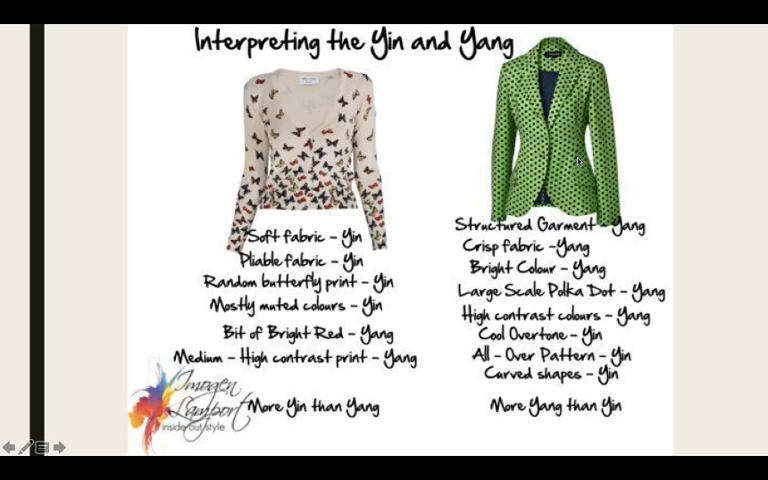 Interpreting the Yin and Yang
Soft fabric - Yin
Pliable fabric - Yin
Random butterfly print - Yin
Mostly muted colours - Yin
Bit of Bright Red - Yang
Medium - High contrast print - Yang
More Yin than Yang
Structured Garment - Yang
Crisp fabric -Yang
Bright Colour - Yang
Large Scale Polka Dot - Yang
High contrast colours - Yang
Cool Overtone - Yin
All - Over Pattern - Yin
Curved shapes - Yin
More Yang than Yin
Imogen
Lamport
inside out style